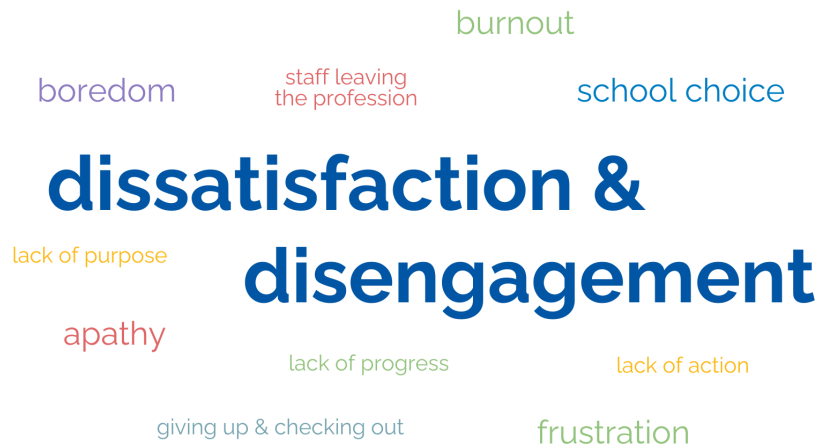 burnout
boredom
staff leaving
the profession
school choice
dissatisfaction &
disengagement
lack of purpose
apathy
lack of progress
lack of action
giving up & checking out
frustration